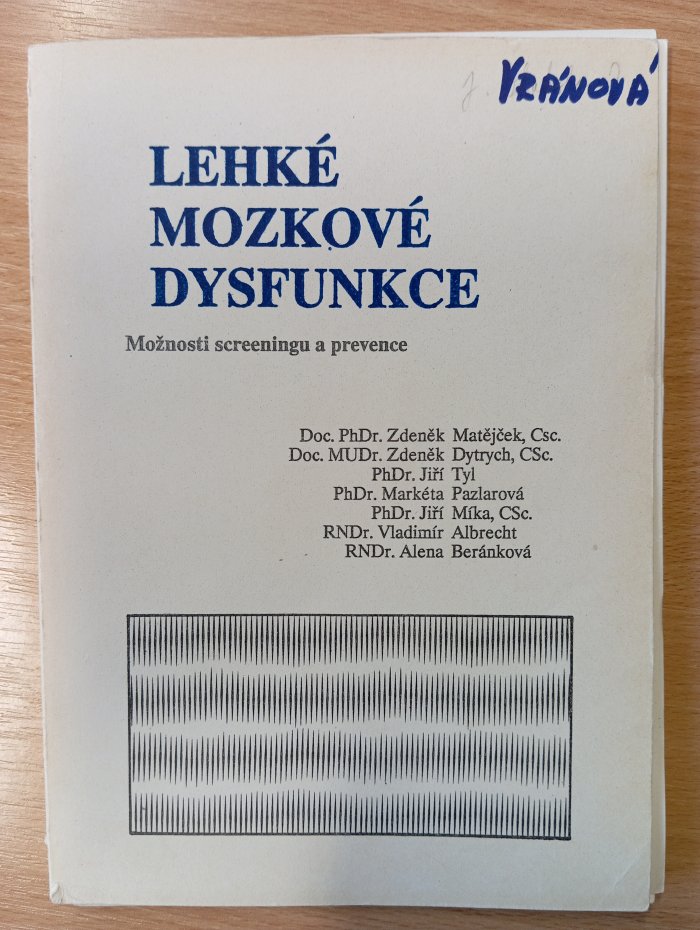 VRÁNOVÁ
LEHKÉ
MOZKOVÉ
DYSFUNKCE
Možnosti screeningu a prevence
Doc. PhDr. Zdeněk Matějček, Csc.
Doc. MUDr. Zdeněk Dytrych, CSc.
PhDr. Jiří Tyl
PhDr. Markéta Pazlarová
PhDr. Jiří Míka, CSc.
RNDr. Vladimír Albrecht
RNDr. Alena Beránková